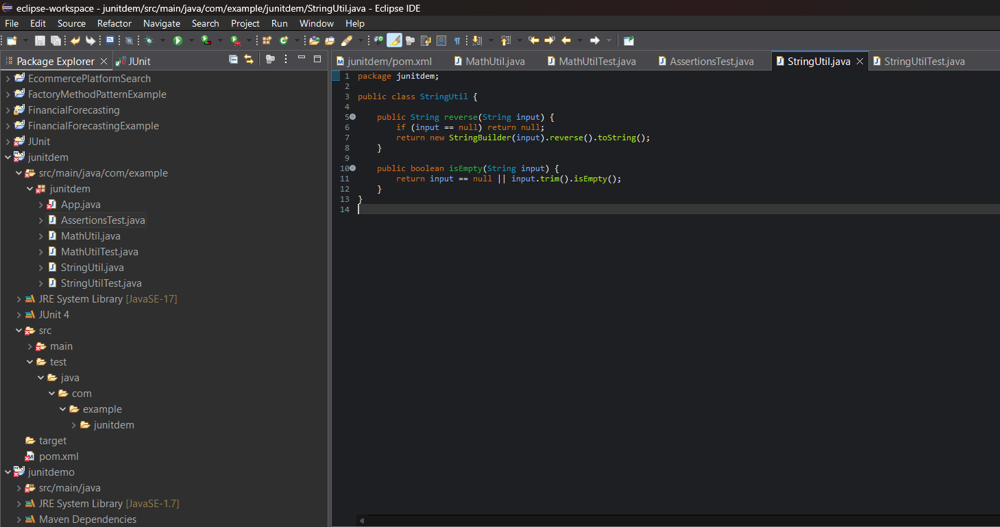 eclipse-workspace - junitdem/src/main/java/com/example/junitdem/StringUtil.java - Eclipse IDE
File Edit Source Refactor Navigate Search Project Run Window Help
Package Explorer JUnit
EcommercePlatformSearch
FactoryMethodPatternExample
FinancialForecasting
FinancialForecastingExample
JUnit
junitdem
src/main/java/com/example
junitdem
App.java
AssertionsTest.java
MathUtil.java
MathUtilTest.java
StringUtil.java
StringUtilTest.java
JRE System Library [JavaSE-17]
JUnit 4
src
main
test
java
com
example
junitdem
target
pom.xml
junitdemo
src/main/java
JRE System Library [JavaSE-1.7]
Maven Dependencies
junitdem/pom.xml MathUtil.java MathUtilTest.java AssertionsTest.java StringUtil.java StringUtilTest.java
1 package junitdem;
2
3 public class StringUtil {
4
5 public String reverse(String input) {
6 if (input == null) return null;
7 return new StringBuilder(input).reverse().toString();
8 }
9
10 public boolean isEmpty(String input) {
11 return input == null || input.trim().isEmpty();
12 }
13 }
14